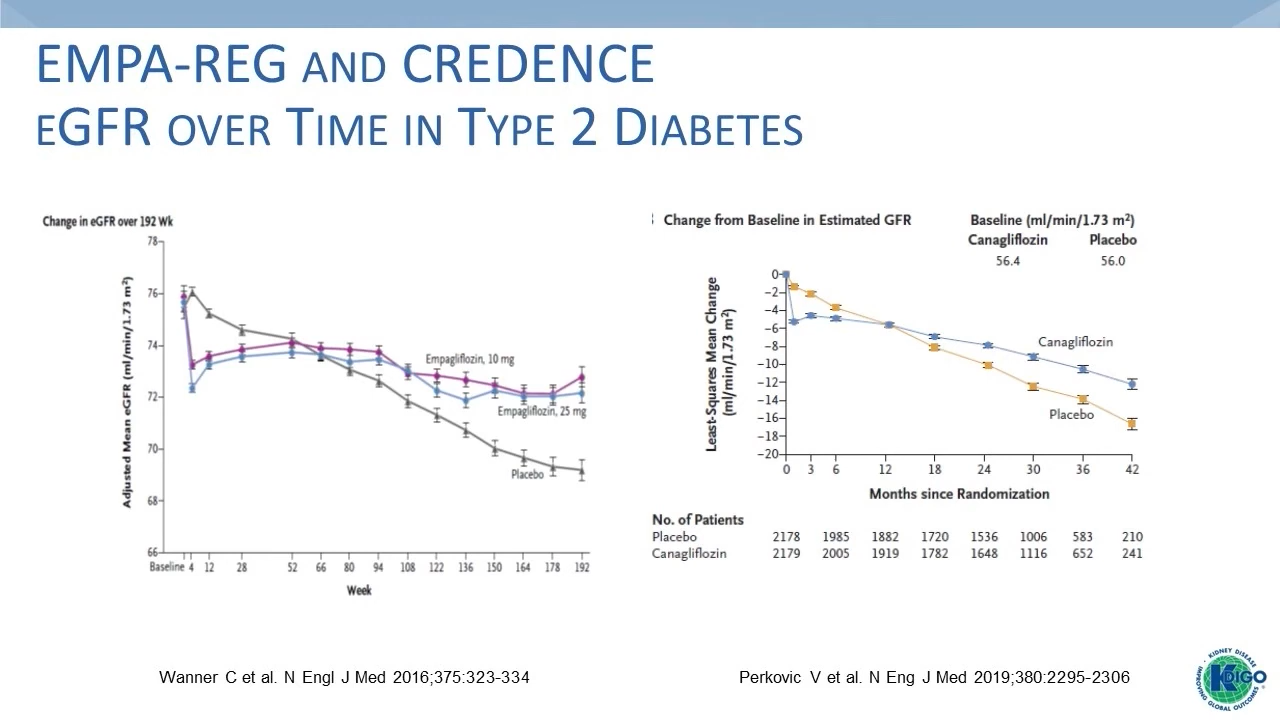 EMPA-REG AND CREDENCE
EGFR OVER TIME IN TYPE 2 DIABETES
Change in eGFR over 192 Wk
Adjusted Mean eGFR (ml/min/1.73 m²)
78
76
74
72
70
68
66
Empagliflozin, 10 mg
Empagliflozin, 25 mg
Placebo
Baseline 4 12 28 52 66 80 94 108 122 136 150 164 178 192
Week
Change from Baseline in Estimated GFR
Baseline (ml/min/1.73 m²)
Canagliflozin Placebo
56.4 56.0
Least-Squares Mean Change
(ml/min/1.73 m²)
0
−2
−4
−6
−8
−10
−12
−14
−16
−18
−20
Canagliflozin
Placebo
0 3 6 12 18 24 30 36 42
Months since Randomization
No. of Patients
Placebo 2178 1985 1882 1720 1536 1006 583 210
Canagliflozin 2179 2005 1919 1782 1648 1116 652 241
Wanner C et al. N Engl J Med 2016;375:323-334
Perkovic V et al. N Eng J Med 2019;380:2295-2306
KIDNEY DISEASE
KDIGO
IMPROVING GLOBAL OUTCOMES